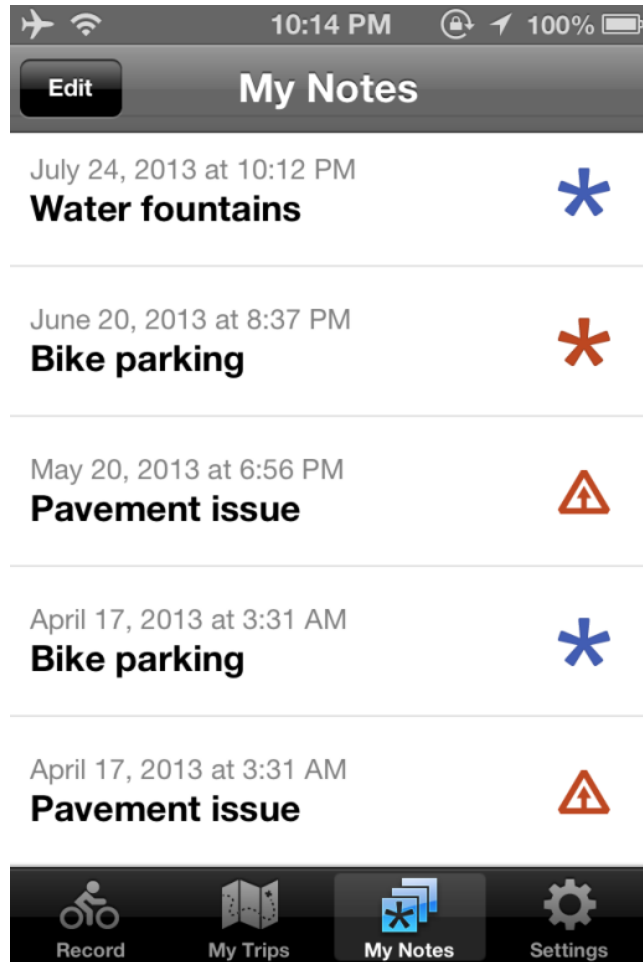 10:14 PM 100%
Edit My Notes
July 24, 2013 at 10:12 PM
Water fountains
June 20, 2013 at 8:37 PM
Bike parking
May 20, 2013 at 6:56 PM
Pavement issue
April 17, 2013 at 3:31 AM
Bike parking
April 17, 2013 at 3:31 AM
Pavement issue
Record My Trips My Notes Settings